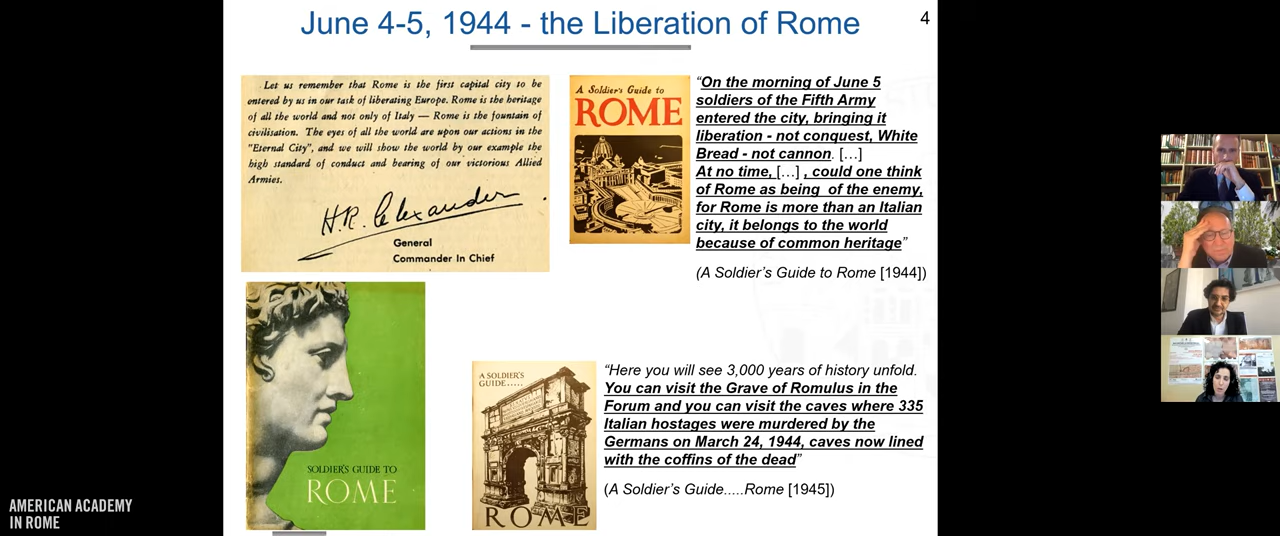 June 4-5, 1944 - the Liberation of Rome
4
Let us remember that Rome is the first capital city to be
entered by us in our task of liberating Europe. Rome is the heritage
of all the world and not only of Italy — Rome is the fountain of
civilisation. The eyes of all the world are upon our actions in the
"Eternal City", and we will show the world by our example the
high standard of conduct and bearing of our victorious Allied
Armies.
H.R. Alexander.
General
Commander In Chief
A Soldier's Guide to
ROME
“On the morning of June 5
soldiers of the Fifth Army
entered the city, bringing it
liberation - not conquest, White
Bread - not cannon. […]
At no time, […] , could one think
of Rome as being of the enemy,
for Rome is more than an Italian
city, it belongs to the world
because of common heritage”
(A Soldier’s Guide to Rome [1944])
SOLDIER'S GUIDE TO
ROME
A SOLDIER'S
GUIDE.....
ROME
“Here you will see 3,000 years of history unfold.
You can visit the Grave of Romulus in the
Forum and you can visit the caves where 335
Italian hostages were murdered by the
Germans on March 24, 1944, caves now lined
with the coffins of the dead”
(A Soldier’s Guide.....Rome [1945])
AMERICAN ACADEMY
IN ROME